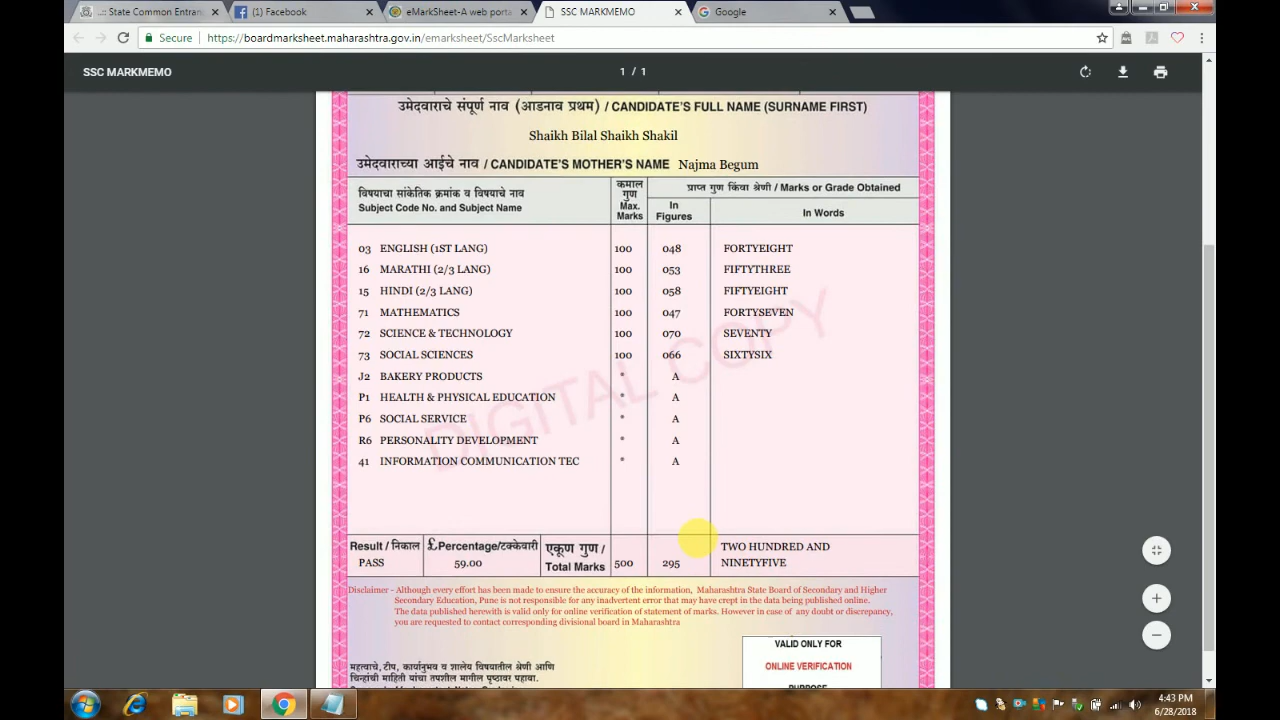 ..:: State Common Entran
(1) Facebook
eMarkSheet-A web porta
SSC MARKMEMO
Google
Secure
https://boardmarksheet.maharashtra.gov.in/emarksheet/SscMarksheet
SSC MARKMEMO
1 / 1
उमेदवाराचे संपूर्ण नाव (आडनाव प्रथम) / CANDIDATE'S FULL NAME (SURNAME FIRST)
Shaikh Bilal Shaikh Shakil
उमेदवाराच्या आईचे नाव / CANDIDATE'S MOTHER'S NAME Najma Begum
विषयाचा सांकेतिक क्रमांक व विषयाचे नाव
Subject Code No. and Subject Name
कमाल
गुण
Max.
Marks
प्राप्त गुण किंवा श्रेणी / Marks or Grade Obtained
In
Figures
In Words
03 ENGLISH (1ST LANG) 100 048 FORTYEIGHT
16 MARATHI (2/3 LANG) 100 053 FIFTYTHREE
15 HINDI (2/3 LANG) 100 058 FIFTYEIGHT
71 MATHEMATICS 100 047 FORTYSEVEN
72 SCIENCE & TECHNOLOGY 100 070 SEVENTY
73 SOCIAL SCIENCES 100 066 SIXTYSIX
J2 BAKERY PRODUCTS * A
P1 HEALTH & PHYSICAL EDUCATION * A
P6 SOCIAL SERVICE * A
R6 PERSONALITY DEVELOPMENT * A
41 INFORMATION COMMUNICATION TEC * A
DIGITAL COPY
Result / निकाल
PASS
£Percentage/टक्केवारी
59.00
एकूण गुण /
Total Marks
500
295
TWO HUNDRED AND
NINETYFIVE
Disclaimer - Although every effort has been made to ensure the accuracy of the information, Maharashtra State Board of Secondary and Higher
Secondary Education, Pune is not responsible for any inadvertent error that may have crept in the data being published online.
The data published herewith is valid only for online verification of statement of marks. However in case of any doubt or discrepancy,
you are requested to contact corresponding divisional board in Maharashtra
VALID ONLY FOR
ONLINE VERIFICATION
PURPOSE
महत्वाचे, टीप, कार्यानुभव व शालेय विषयातील श्रेणी आणि
चिन्हांची माहिती यांचा तपशील मागील पृष्ठावर पहावा.
4:43 PM
6/28/2018